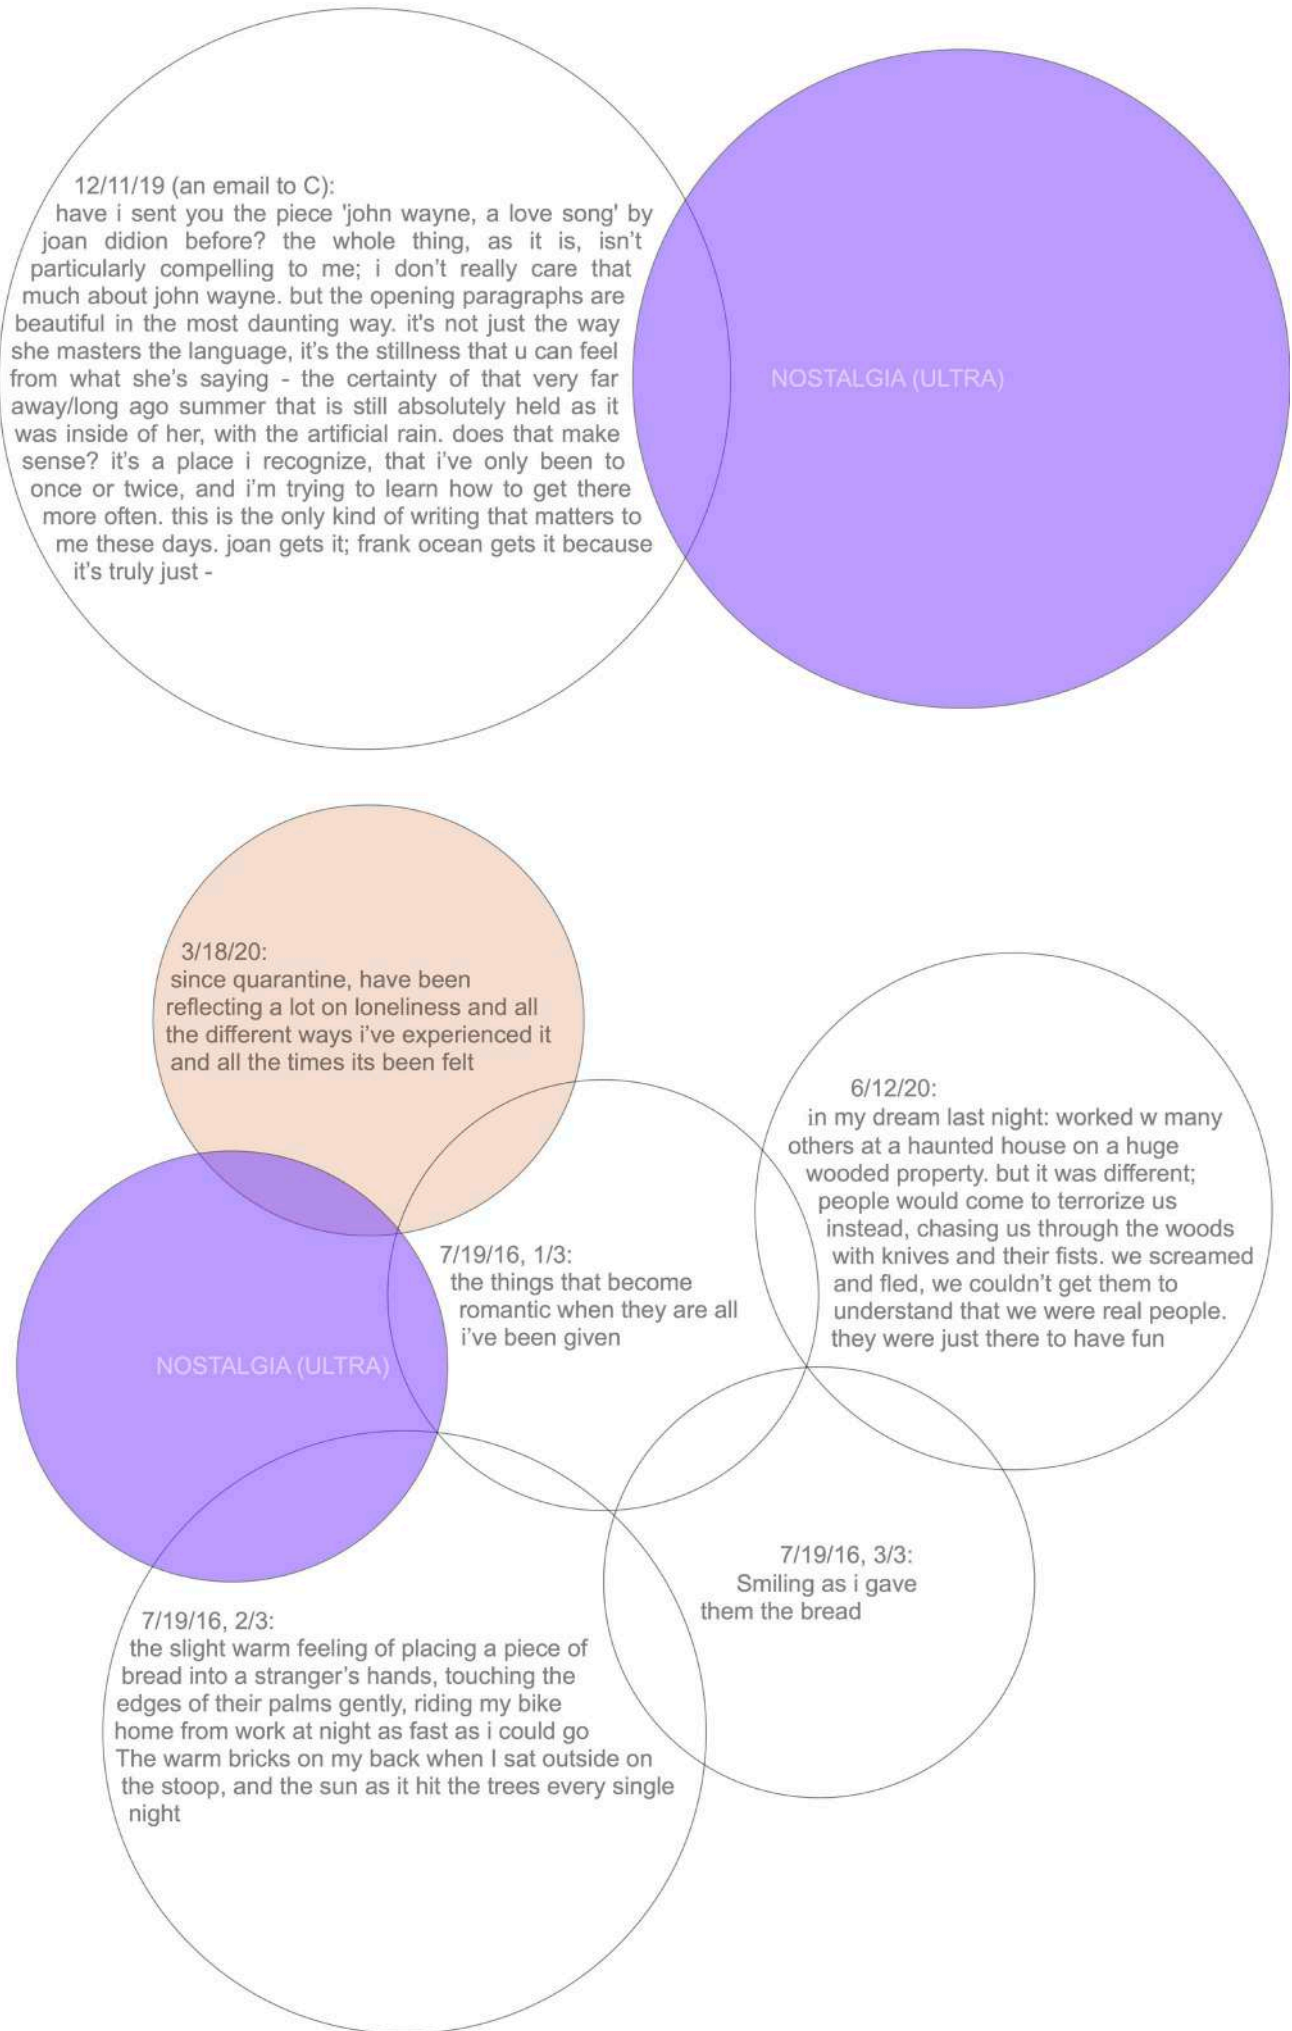 12/11/19 (an email to C):
have i sent you the piece 'john wayne, a love song' by
joan didion before? the whole thing, as it is, isn't
particularly compelling to me; i don't really care that
much about john wayne. but the opening paragraphs are
beautiful in the most daunting way. it's not just the way
she masters the language, it's the stillness that u can feel
from what she's saying - the certainty of that very far
away/long ago summer that is still absolutely held as it
was inside of her, with the artificial rain. does that make
sense? it's a place i recognize, that i've only been to
once or twice, and i'm trying to learn how to get there
more often. this is the only kind of writing that matters to
me these days. joan gets it; frank ocean gets it because
it's truly just -
NOSTALGIA (ULTRA)
3/18/20:
since quarantine, have been
reflecting a lot on loneliness and all
the different ways i've experienced it
and all the times its been felt
6/12/20:
in my dream last night: worked w many
others at a haunted house on a huge
wooded property. but it was different;
people would come to terrorize us
instead, chasing us through the woods
with knives and their fists. we screamed
and fled, we couldn't get them to
understand that we were real people.
they were just there to have fun
7/19/16, 1/3:
the things that become
romantic when they are all
i've been given
NOSTALGIA (ULTRA)
7/19/16, 2/3:
the slight warm feeling of placing a piece of
bread into a stranger's hands, touching the
edges of their palms gently, riding my bike
home from work at night as fast as i could go
The warm bricks on my back when I sat outside on
the stoop, and the sun as it hit the trees every single
night
7/19/16, 3/3:
Smiling as i gave
them the bread